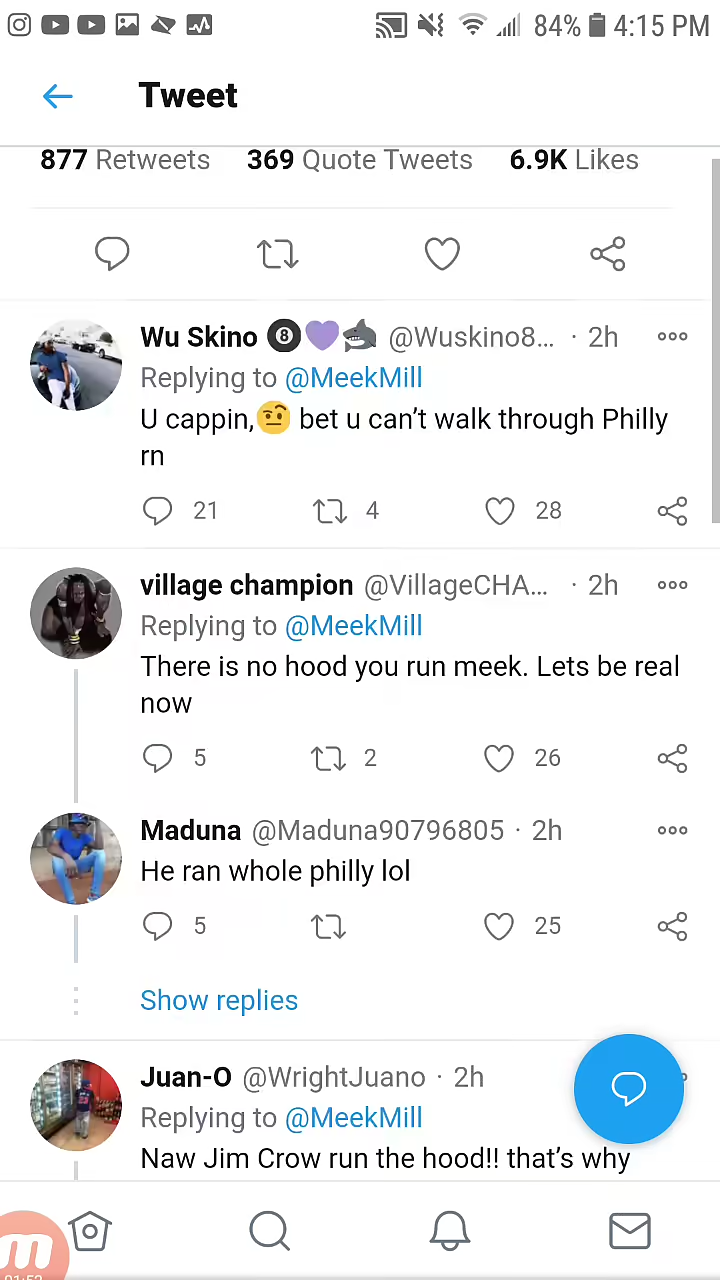 84% 4:15 PM
Tweet
877 Retweets 369 Quote Tweets 6.9K Likes
Wu Skino 🎱💜🦈 @Wuskino8... · 2h
Replying to @MeekMill
U cappin,🤨 bet u can't walk through Philly
rn
21 4 28
village champion @VillageCHA... · 2h
Replying to @MeekMill
There is no hood you run meek. Lets be real
now
5 2 26
Maduna @Maduna90796805 · 2h
He ran whole philly lol
5 25
Show replies
Juan-O @WrightJuano · 2h
Replying to @MeekMill
Naw Jim Crow run the hood!! that's why